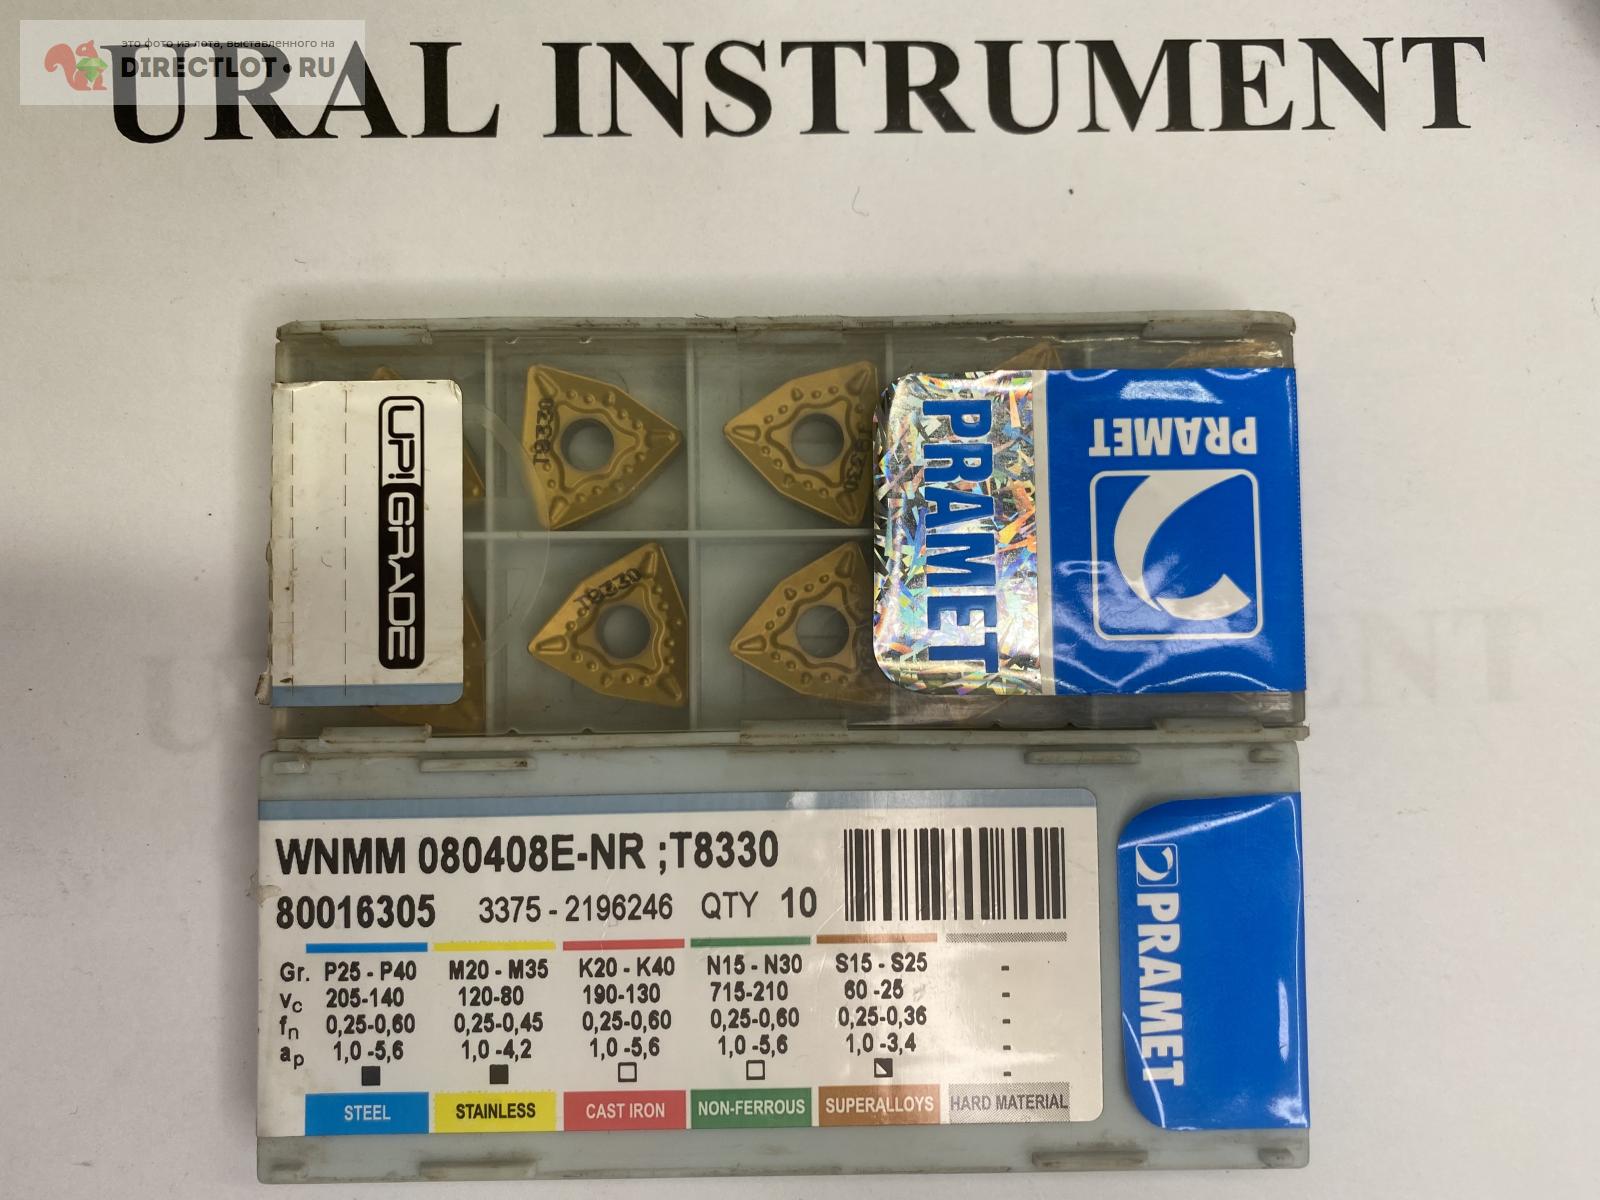 это фото из лота, выставленного на
DIRECTLOT.RU
URAL INSTRUMENT
UP!GRADE
T8330
T8330
T8330
PRAMET
PRAMET
WNMM 080408E-NR ;T8330
80016305 3375 - 2196246 QTY 10
Gr. P25 - P40 M20 - M35 K20 - K40 N15 - N30 S15 - S25 -
vc 205-140 120-80 190-130 715-210 60 -25 -
fn 0,25-0,60 0,25-0,45 0,25-0,60 0,25-0,60 0,25-0,36 -
ap 1,0 -5,6 1,0 -4,2 1,0 -5,6 1,0 -5,6 1,0 -3,4 -
-
STEEL STAINLESS CAST IRON NON-FERROUS SUPERALLOYS HARD MATERIAL
PRAMET